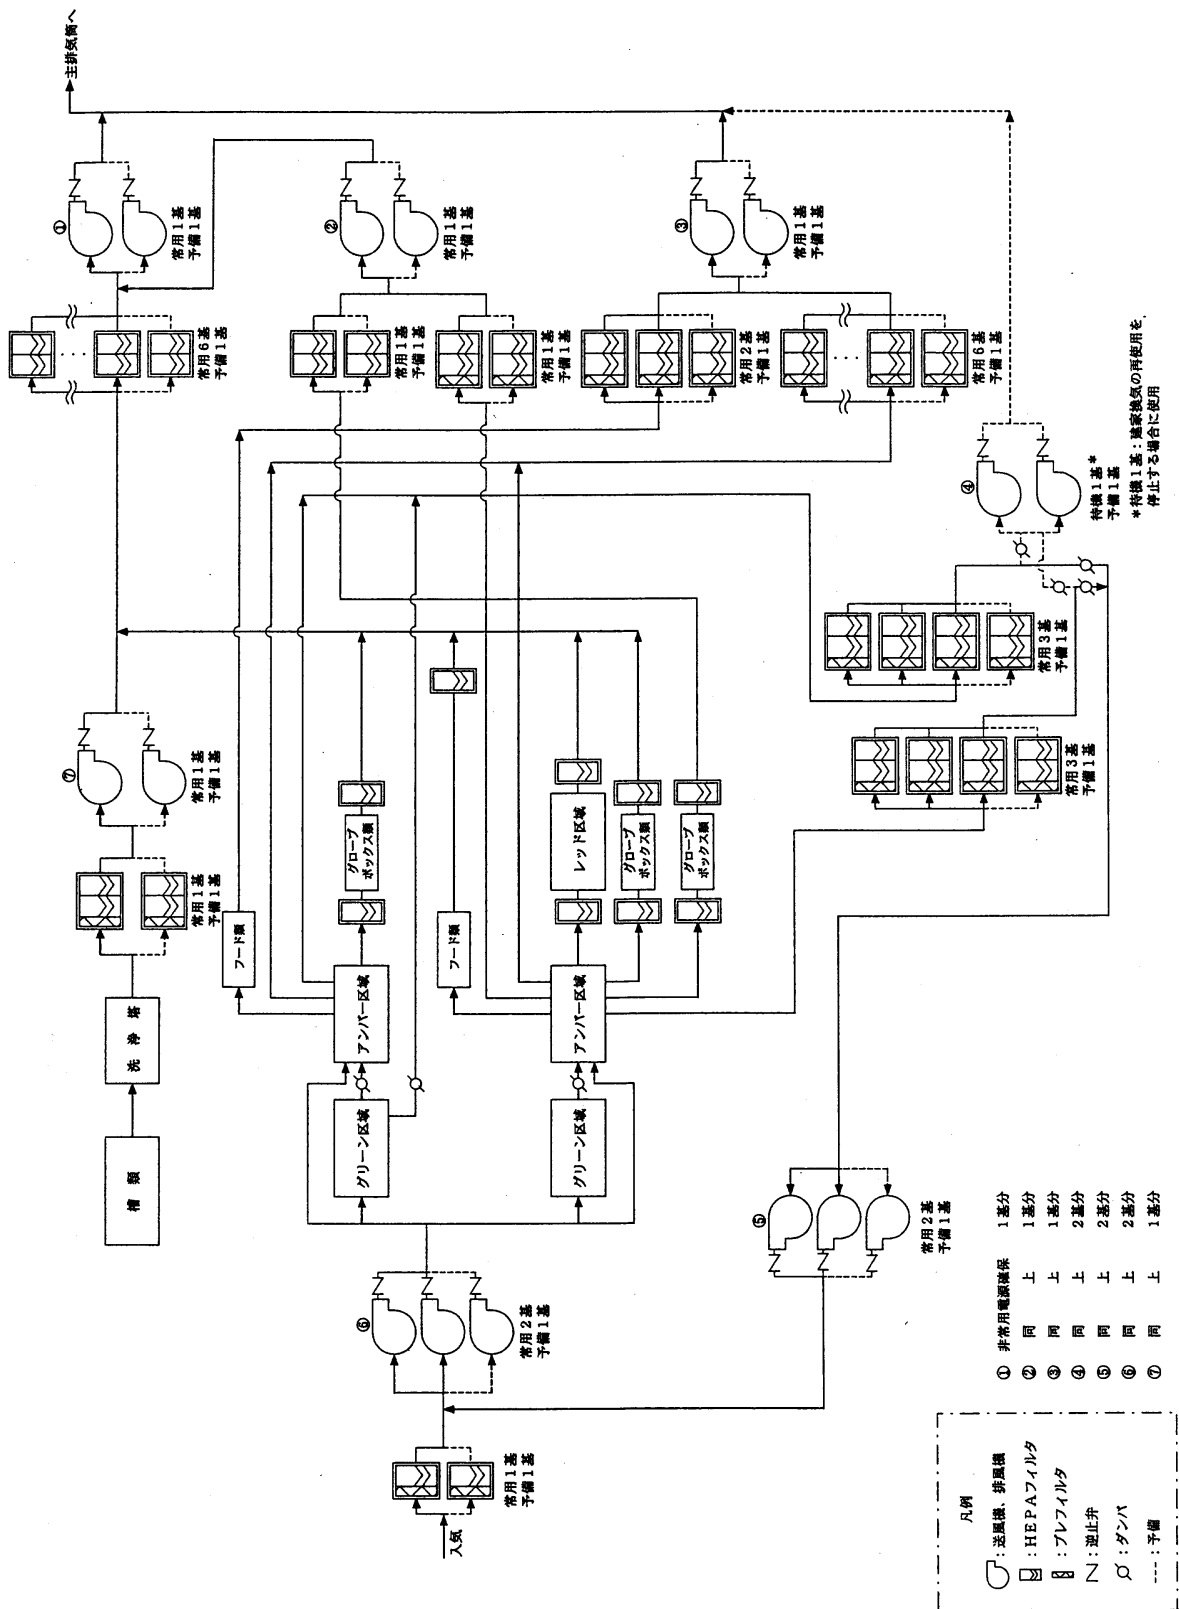 主排気筒へ
①
常用1基
予備1基
②
常用1基
予備1基
③
常用1基
予備1基
常用6基
予備1基
常用1基
予備1基
常用1基
予備1基
常用2基
予備1基
常用6基
予備1基
④
待機1基*
予備1基
*待機1基:建家換気の再使用を
停止する場合に使用
⑦
常用1基
予備1基
常用3基
予備1基
常用3基
予備1基
常用1基
予備1基
グローブ
ボックス類
レッド区域
グローブ
ボックス類
グローブ
ボックス類
フード類
フード類
洗浄塔
アンバー区域
アンバー区域
槽類
グリーン区域
グリーン区域
⑤
常用2基
予備1基
⑥
常用2基
予備1基
常用1基
予備1基
入気
① 非常用電源確保 1基分
② 同上 1基分
③ 同上 1基分
④ 同上 2基分
⑤ 同上 2基分
⑥ 同上 2基分
⑦ 同上 1基分
凡例
:送風機、排風機
:HEPAフィルタ
:プレフィルタ
:逆止弁
:ダンパ
:予備